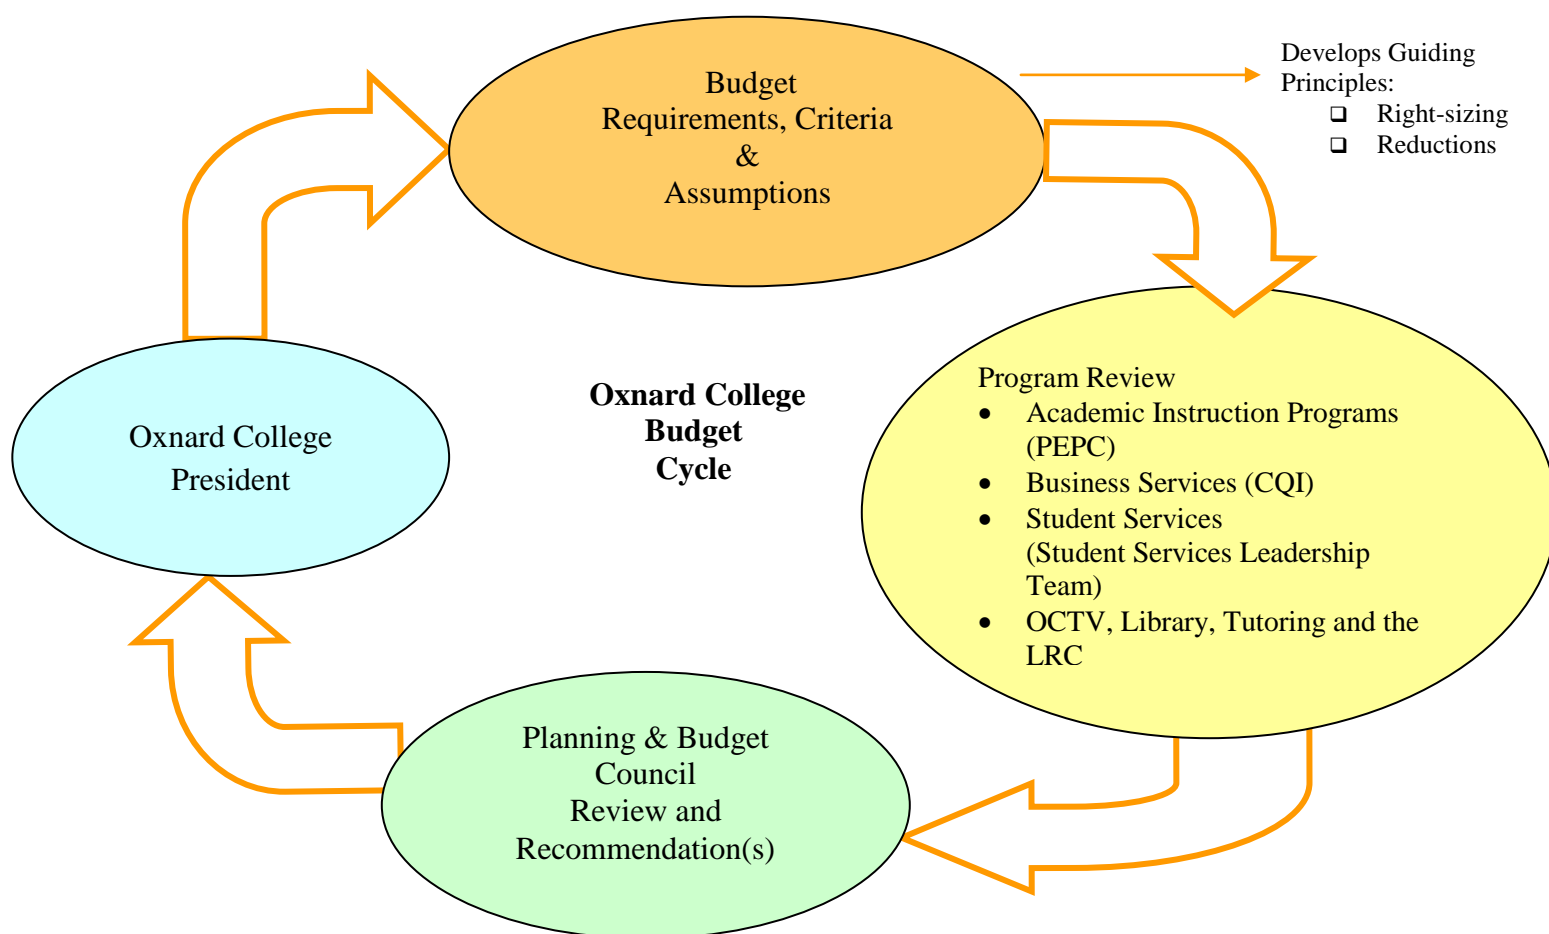 Budget
Requirements, Criteria
&
Assumptions
Develops Guiding
Principles:
❑ Right-sizing
❑ Reductions
Program Review
• Academic Instruction Programs
(PEPC)
• Business Services (CQI)
• Student Services
(Student Services Leadership
Team)
• OCTV, Library, Tutoring and the
LRC
Planning & Budget
Council
Review and
Recommendation(s)
Oxnard College
President
Oxnard College
Budget
Cycle